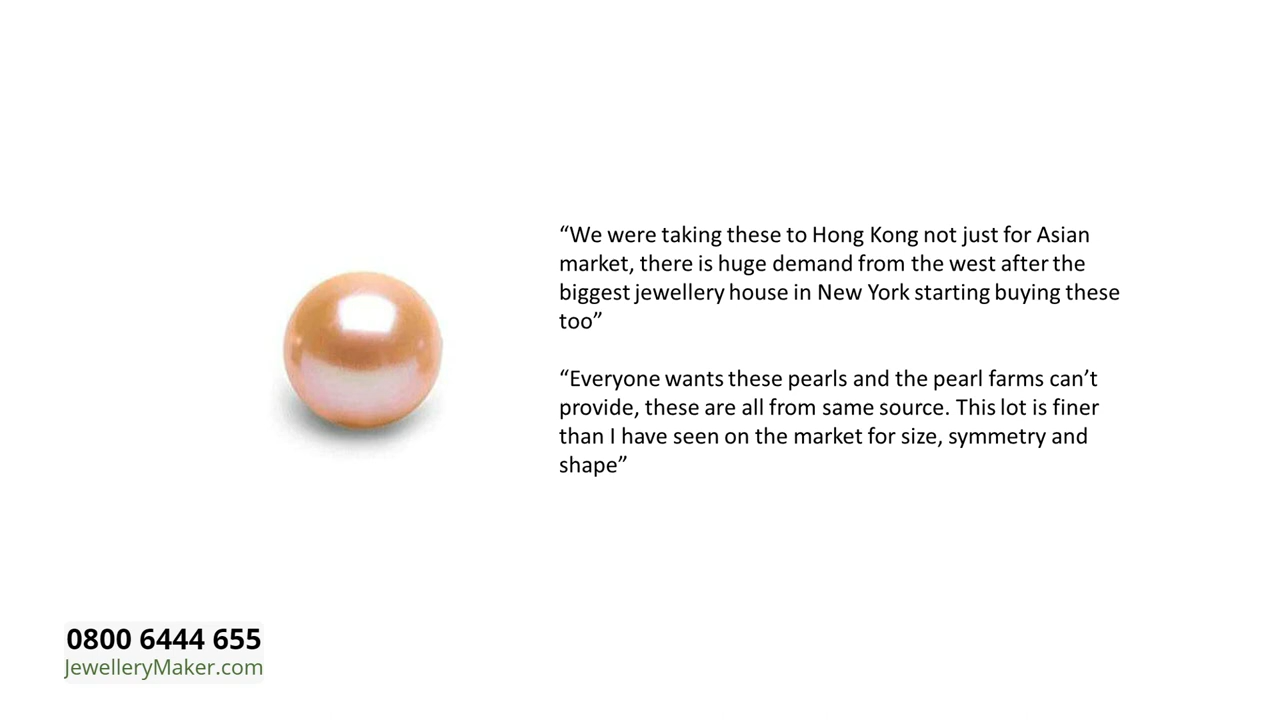 “We were taking these to Hong Kong not just for Asian
market, there is huge demand from the west after the
biggest jewellery house in New York starting buying these
too”
“Everyone wants these pearls and the pearl farms can’t
provide, these are all from same source. This lot is finer
than I have seen on the market for size, symmetry and
shape”
0800 6444 655
JewelleryMaker.com